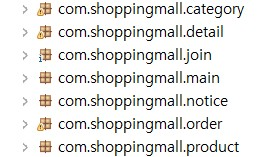 com.shoppingmall.category
com.shoppingmall.detail
com.shoppingmall.join
com.shoppingmall.main
com.shoppingmall.notice
com.shoppingmall.order
com.shoppingmall.product